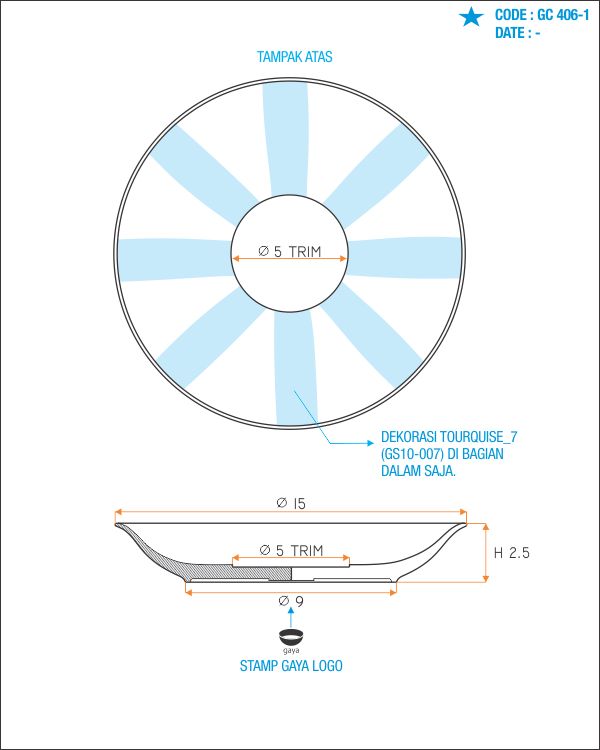 CODE : GC 406-1
DATE : -
TAMPAK ATAS
Ø 5 TRIM
DEKORASI TOURQUISE_7
(GS10-007) DI BAGIAN
DALAM SAJA.
Ø 15
Ø 5 TRIM
H 2.5
Ø 9
gaya
STAMP GAYA LOGO